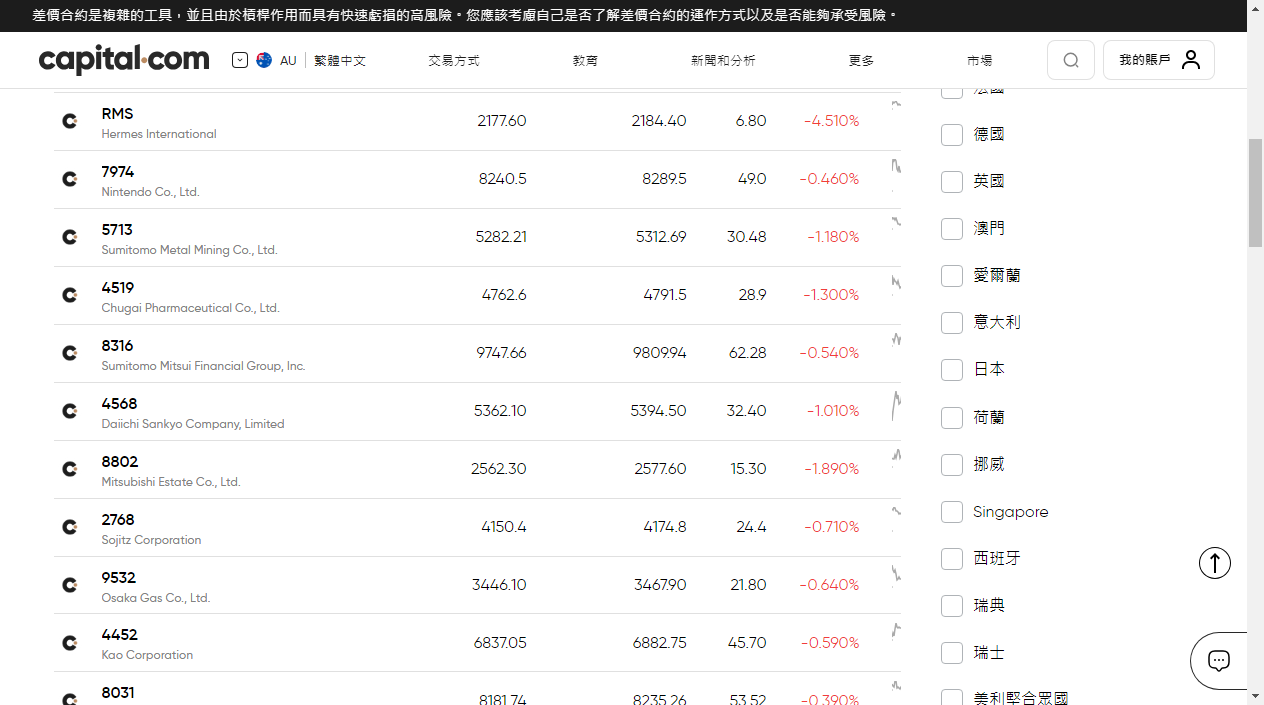 差價合約是複雜的工具，並且由於槓桿作用而具有快速虧損的高風險。您應該考慮自己是否了解差價合約的運作方式以及是否能夠承受風險。
capital.com AU 繁體中文 交易方式 教育 新聞和分析 更多 市場 我的賬戶
RMS
Hermes International
2177.60 2184.40 6.80 -4.510%
7974
Nintendo Co., Ltd.
8240.5 8289.5 49.0 -0.460%
5713
Sumitomo Metal Mining Co., Ltd.
5282.21 5312.69 30.48 -1.180%
4519
Chugai Pharmaceutical Co., Ltd.
4762.6 4791.5 28.9 -1.300%
8316
Sumitomo Mitsui Financial Group, Inc.
9747.66 9809.94 62.28 -0.540%
4568
Daiichi Sankyo Company, Limited
5362.10 5394.50 32.40 -1.010%
8802
Mitsubishi Estate Co., Ltd.
2562.30 2577.60 15.30 -1.890%
2768
Sojitz Corporation
4150.4 4174.8 24.4 -0.710%
9532
Osaka Gas Co., Ltd.
3446.10 3467.90 21.80 -0.640%
4452
Kao Corporation
6837.05 6882.75 45.70 -0.590%
8031
8181.74 8235.26 53.52 -0.390%
法國
德國
英國
澳門
愛爾蘭
意大利
日本
荷蘭
挪威
Singapore
西班牙
瑞典
瑞士
美利堅合眾國